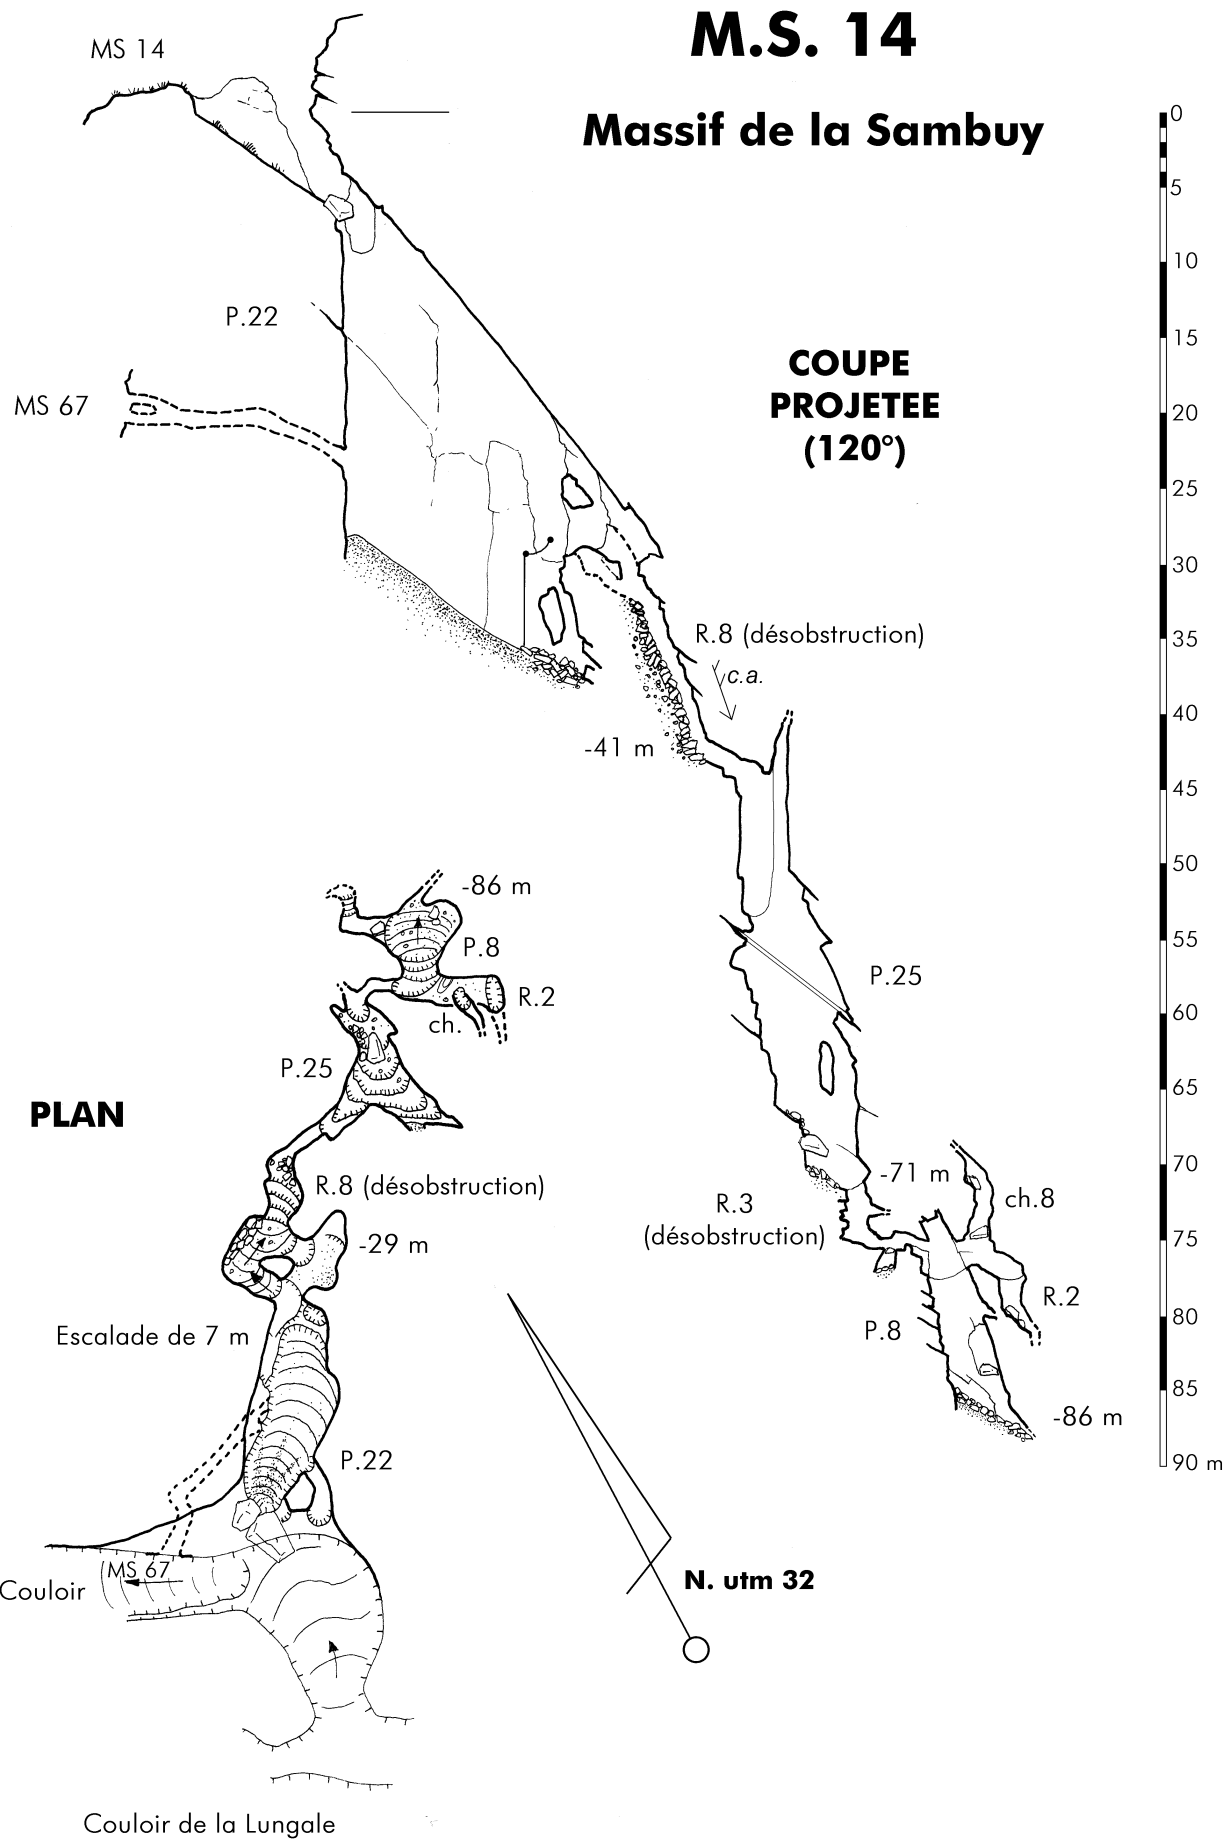 M.S. 14
Massif de la Sambuy
MS 14
P.22
MS 67
COUPE
PROJETEE
(120°)
R.8 (désobstruction)
c.a.
-41 m
P.25
-71 m
R.3
(désobstruction)
ch.8
R.2
P.8
-86 m
0
5
10
15
20
25
30
35
40
45
50
55
60
65
70
75
80
85
90 m
PLAN
-86 m
P.8
R.2
ch.
P.25
R.8 (désobstruction)
-29 m
Escalade de 7 m
P.22
MS 67
Couloir
Couloir de la Lungale
N. utm 32